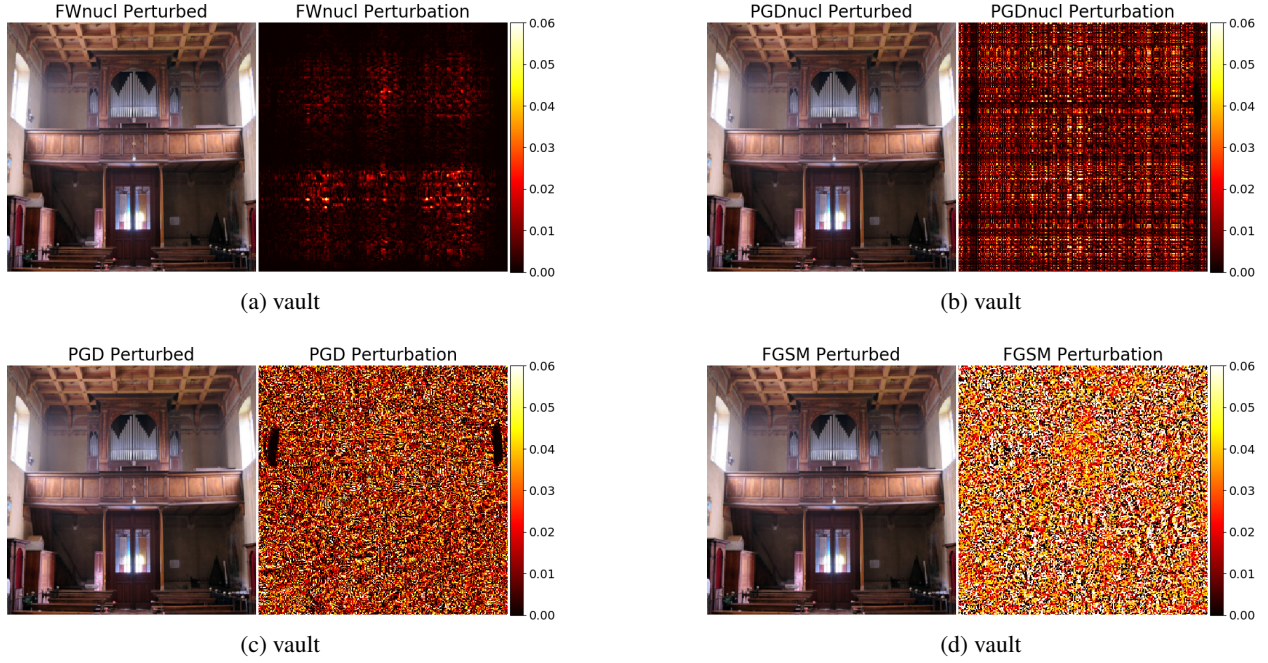 FWnucl Perturbed
FWnucl Perturbation
0.06
0.05
0.04
0.03
0.02
0.01
0.00
(a) vault
PGDnucl Perturbed
PGDnucl Perturbation
0.06
0.05
0.04
0.03
0.02
0.01
0.00
(b) vault
PGD Perturbed
PGD Perturbation
0.06
0.05
0.04
0.03
0.02
0.01
0.00
(c) vault
FGSM Perturbed
FGSM Perturbation
0.06
0.05
0.04
0.03
0.02
0.01
0.00
(d) vault